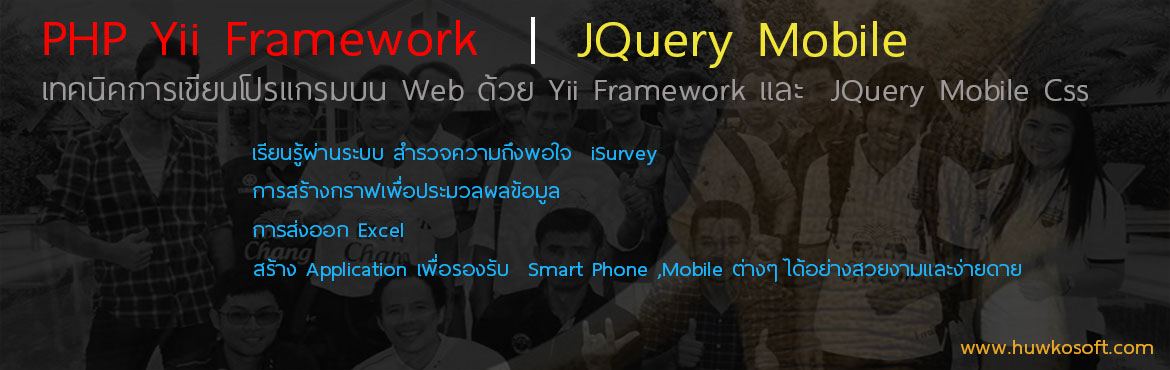 PHP Yii Framework | JQuery Mobile
เทคนิคการเขียนโปรแกรมบน Web ด้วย Yii Framework และ JQuery Mobile Css
เรียนรู้ผ่านระบบ สำรวจความถึงพอใจ iSurvey
การสร้างกราฟเพื่อประมวลผลข้อมูล
การส่งออก Excel
Chang
Cham
สร้าง Application เพื่อรองรับ Smart Phone ,Mobile ต่างๆ ได้อย่างสวยงามและง่ายดาย
www.huwkosoft.com